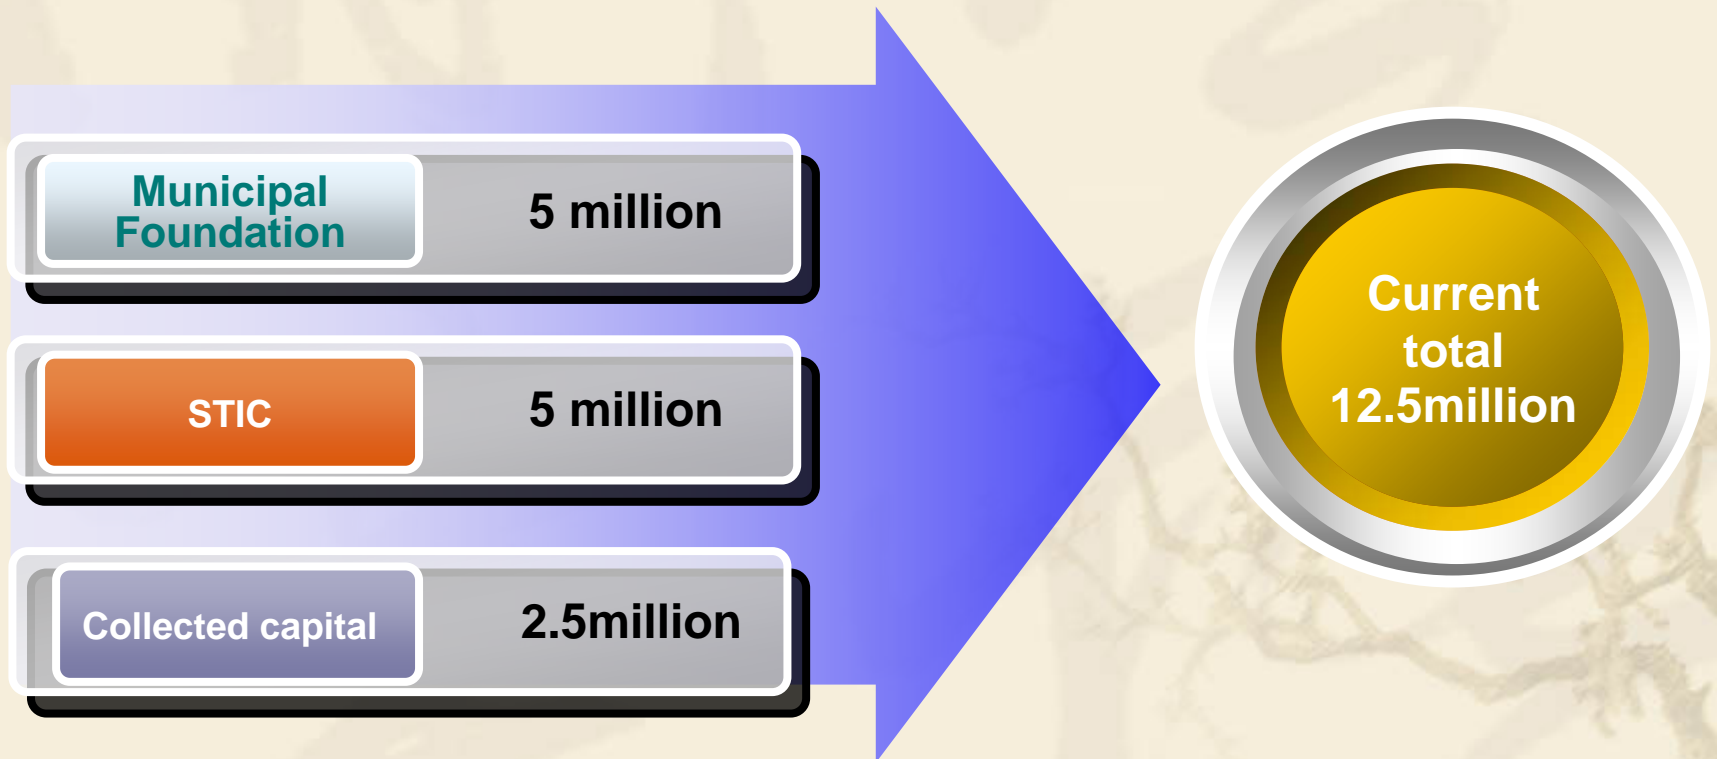 Municipal
Foundation
5 million
STIC
5 million
Collected capital
2.5million
Current
total
12.5million